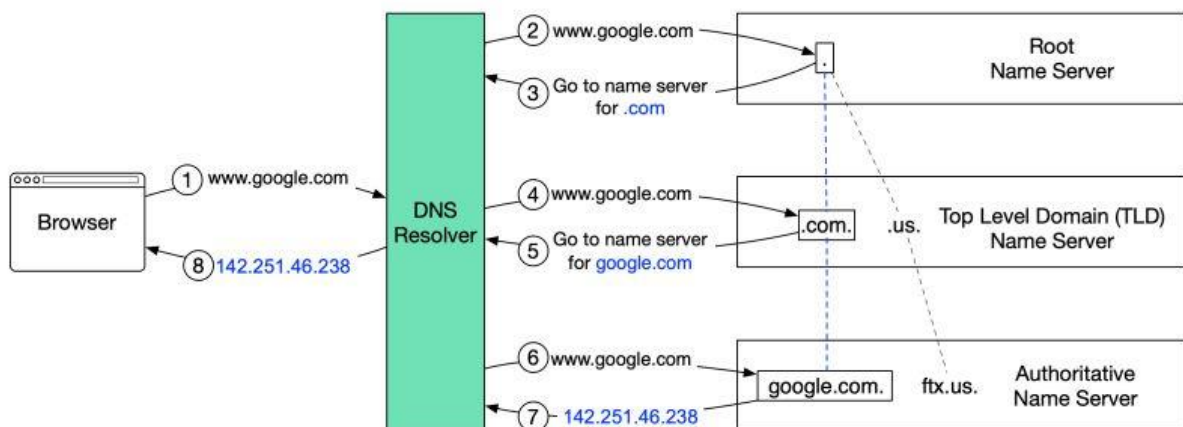 2 www.google.com
.
Root
Name Server
3 Go to name server
for .com
1 www.google.com
Browser
8 142.251.46.238
DNS
Resolver
4 www.google.com
.com.
.us.
Top Level Domain (TLD)
Name Server
5 Go to name server
for google.com
6 www.google.com
google.com.
ftx.us.
Authoritative
Name Server
7 142.251.46.238